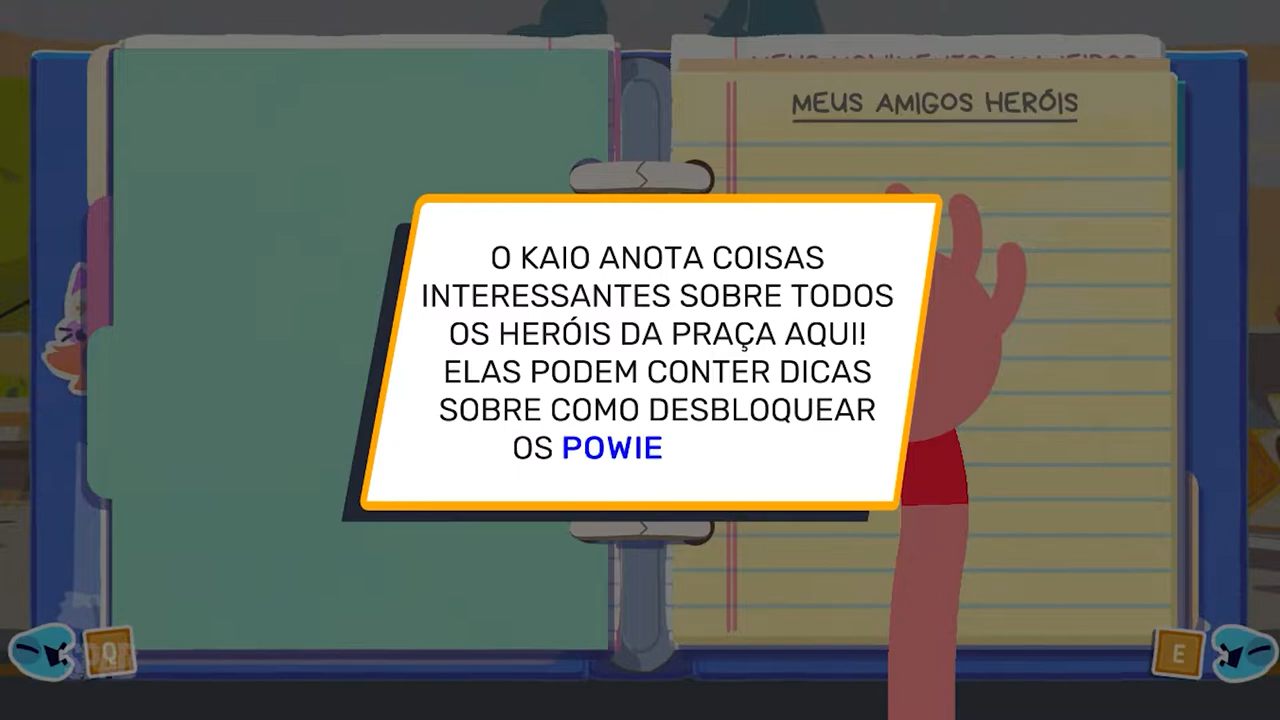 MEUS AMIGOS HERÓIS
O KAIO ANOTA COISAS
INTERESSANTES SOBRE TODOS
OS HERÓIS DA PRAÇA AQUI!
ELAS PODEM CONTER DICAS
SOBRE COMO DESBLOQUEAR
OS POWIE
Q
E